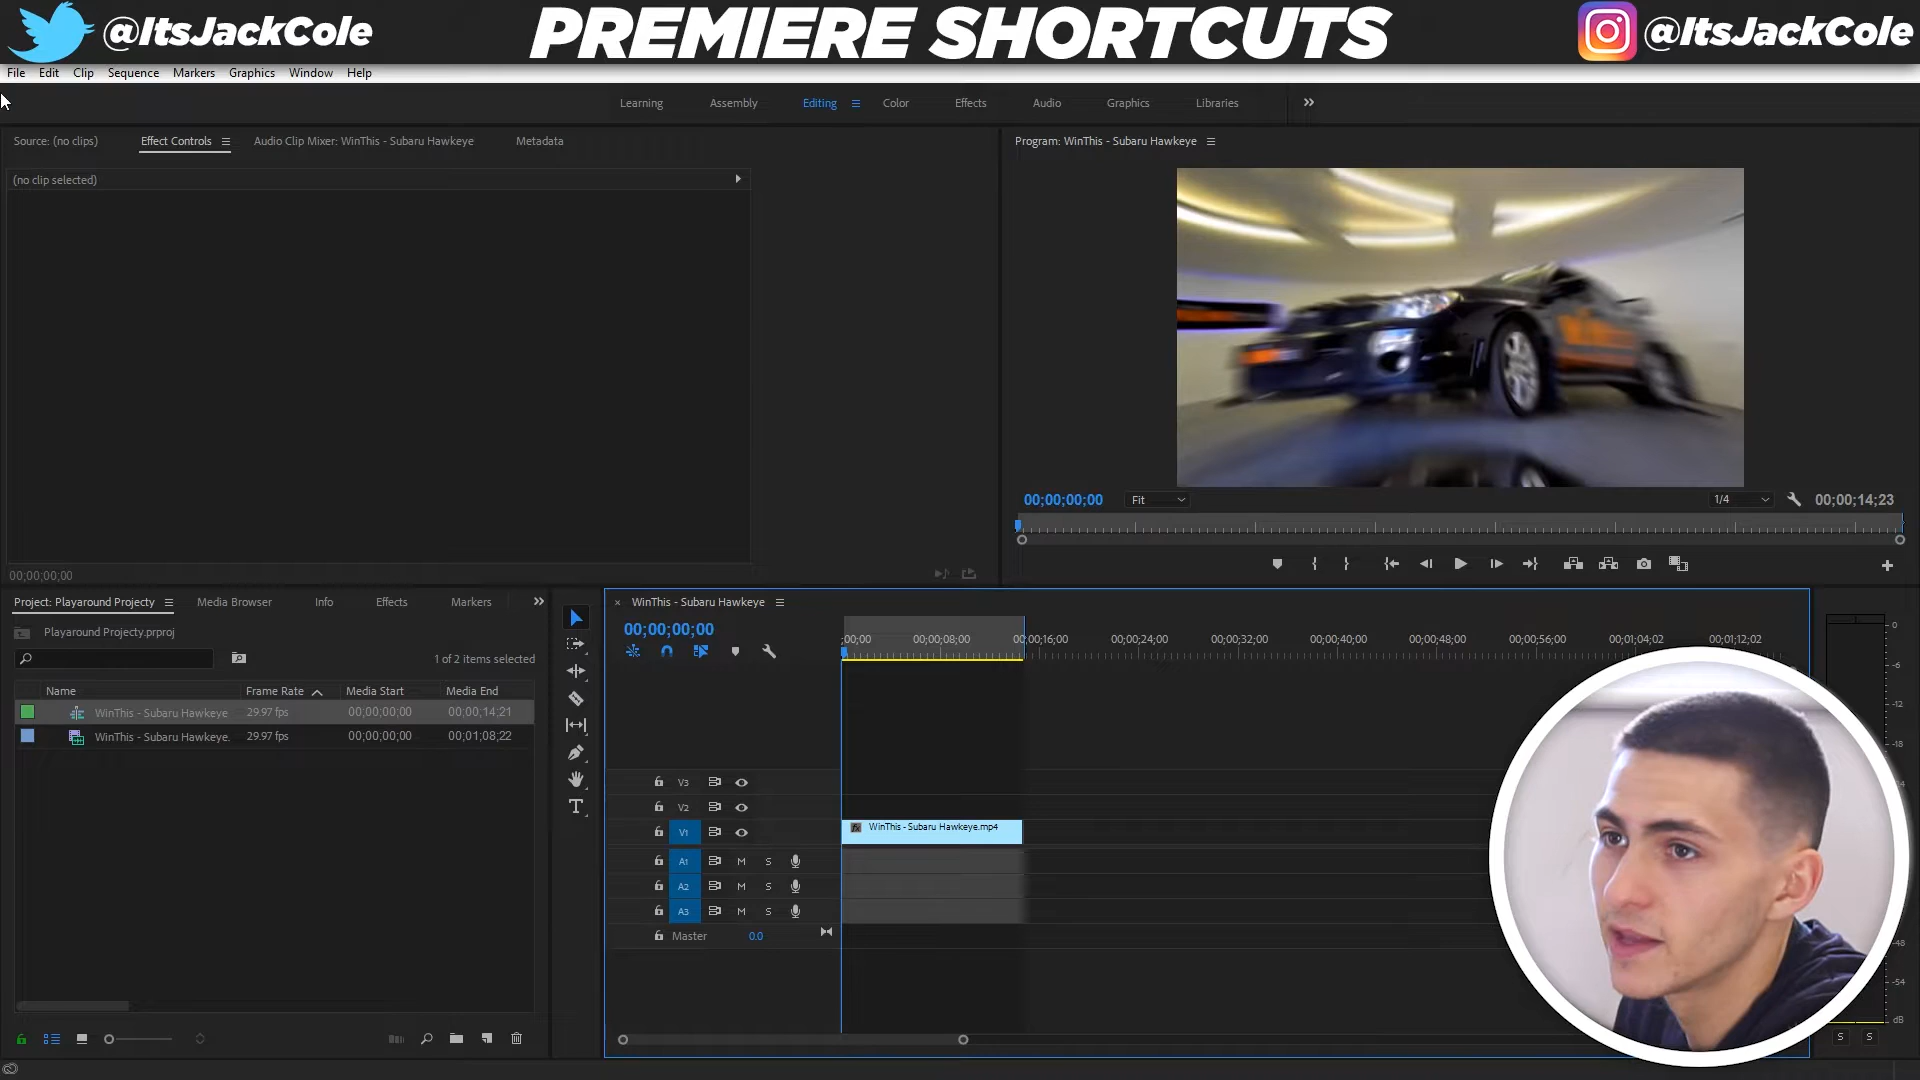 @ItsJackCole
PREMIERE SHORTCUTS
@ItsJackCole
File Edit Clip Sequence Markers Graphics Window Help
Learning Assembly Editing Color Effects Audio Graphics Libraries
Source: (no clips) Effect Controls Audio Clip Mixer: WinThis - Subaru Hawkeye Metadata
Program: WinThis - Subaru Hawkeye
(no clip selected)
00;00;00;00 Fit 1/4 00;00;14;23
00;00;00;00
Project: Playaround Projecty Media Browser Info Effects Markers
Playaround Projecty.prproj
1 of 2 items selected
Name Frame Rate Media Start Media End
WinThis - Subaru Hawkeye 29.97 fps 00;00;00;00 00;00;14;21
WinThis - Subaru Hawkeye. 29.97 fps 00;00;00;00 00;01;08;22
WinThis - Subaru Hawkeye
00;00;00;00
;00;00 00;00;08;00 00;00;16;00 00;00;24;00 00;00;32;00 00;00;40;00 00;00;48;00 00;00;56;00 00;01;04;02 00;01;12;02
V3
V2
V1 fx WinThis - Subaru Hawkeye.mp4
A1 M S
A2 M S
A3 M S
Master 0.0
0
-6
-12
-18
-48
-54
dB
S S